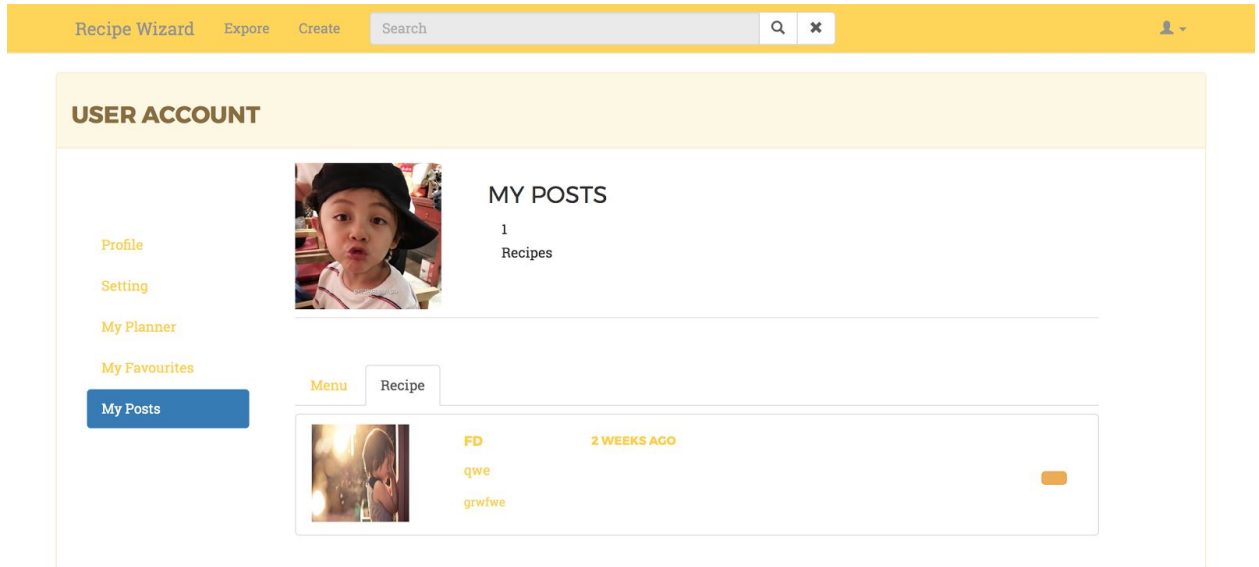 Recipe Wizard Expore Create Search
USER ACCOUNT
MY POSTS
1
Recipes
Profile
Setting
My Planner
My Favourites
My Posts
Menu Recipe
FD 2 WEEKS AGO
qwe
grwfwe